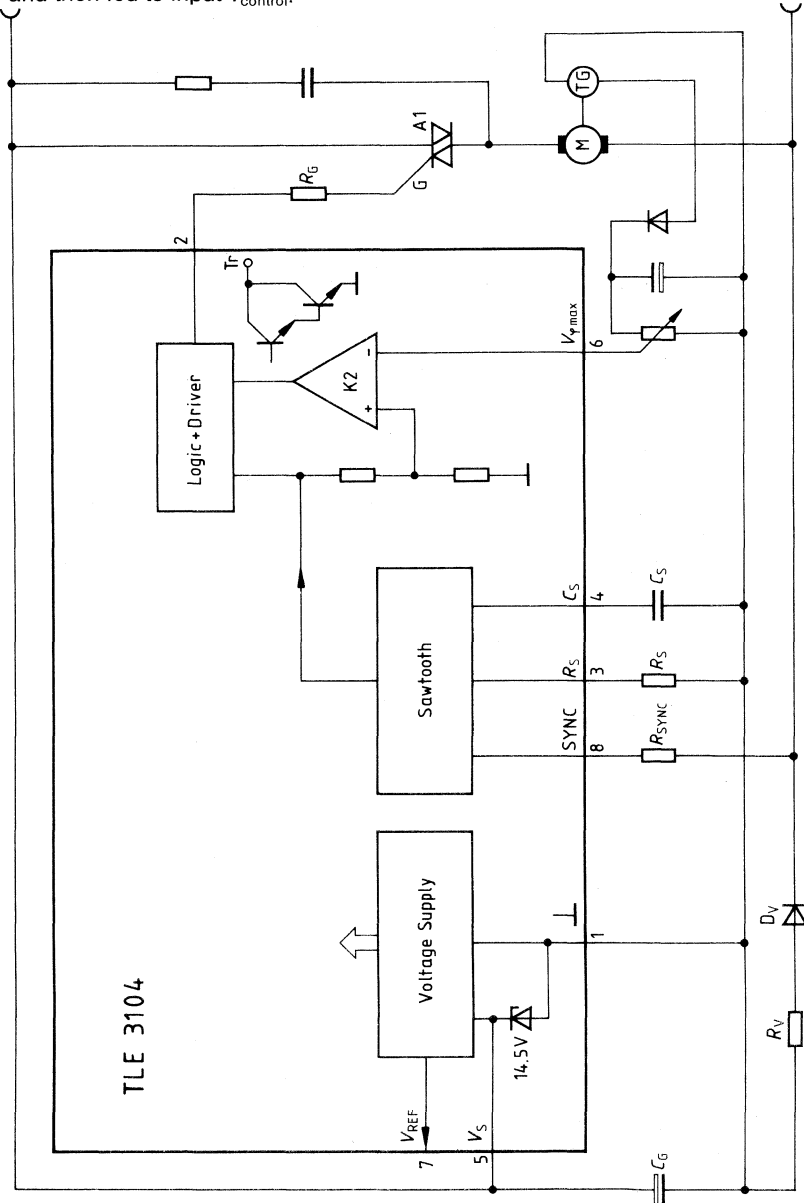 and then fed to input Vcontrol.
TLE 3104
Logic+Driver
Tr
K2
+
-
2
RG
G
A1
M
TG
Vφmax
6
Sawtooth
CS
4
CS
RS
3
RS
SYNC
8
RSYNC
Voltage Supply
14.5V
VREF
7
VS
5
1
CG
DV
RV